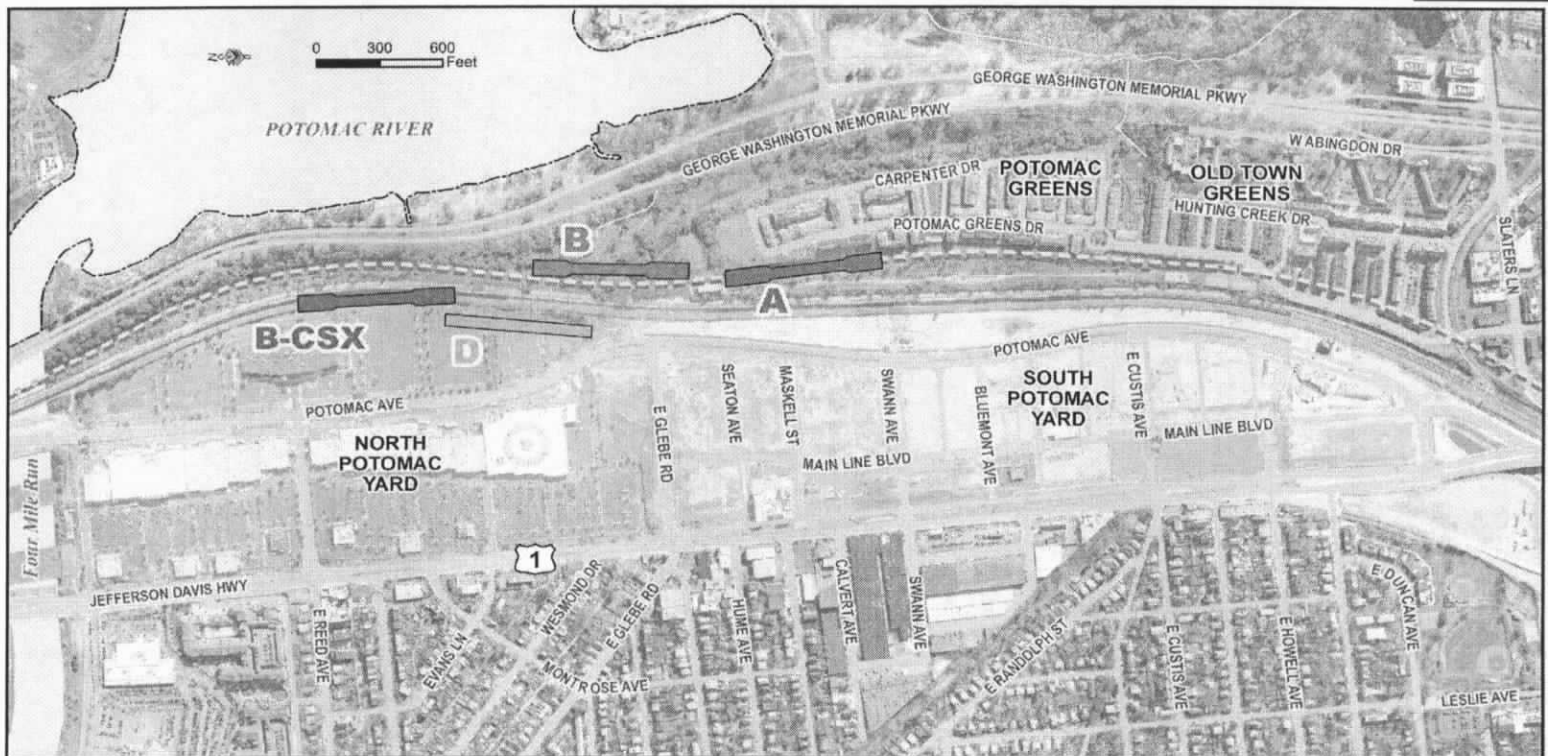 0 300 600
Feet
POTOMAC RIVER
GEORGE WASHINGTON MEMORIAL PKWY
GEORGE WASHINGTON MEMORIAL PKWY
W ABINGDON DR
CARPENTER DR
POTOMAC
GREENS
OLD TOWN
GREENS
HUNTING CREEK DR
POTOMAC GREENS DR
SLATERS LN
B
A
B-CSX
D
POTOMAC AVE
POTOMAC AVE
NORTH
POTOMAC
YARD
SOUTH
POTOMAC
YARD
E GLEBE RD
SEATON AVE
MASKELL ST
SWANN AVE
BLUEMONT AVE
E CUSTIS AVE
MAIN LINE BLVD
MAIN LINE BLVD
Four Mile Run
1
JEFFERSON DAVIS HWY
E REED AVE
EVANS LN
WESMOND DR
E GLEBE RD
MONTROSE AVE
HUME AVE
CALVERT AVE
SWANN AVE
E RANDOLPH ST
E CUSTIS AVE
E HOWELL AVE
E DUNCAN AVE
LESLIE AVE